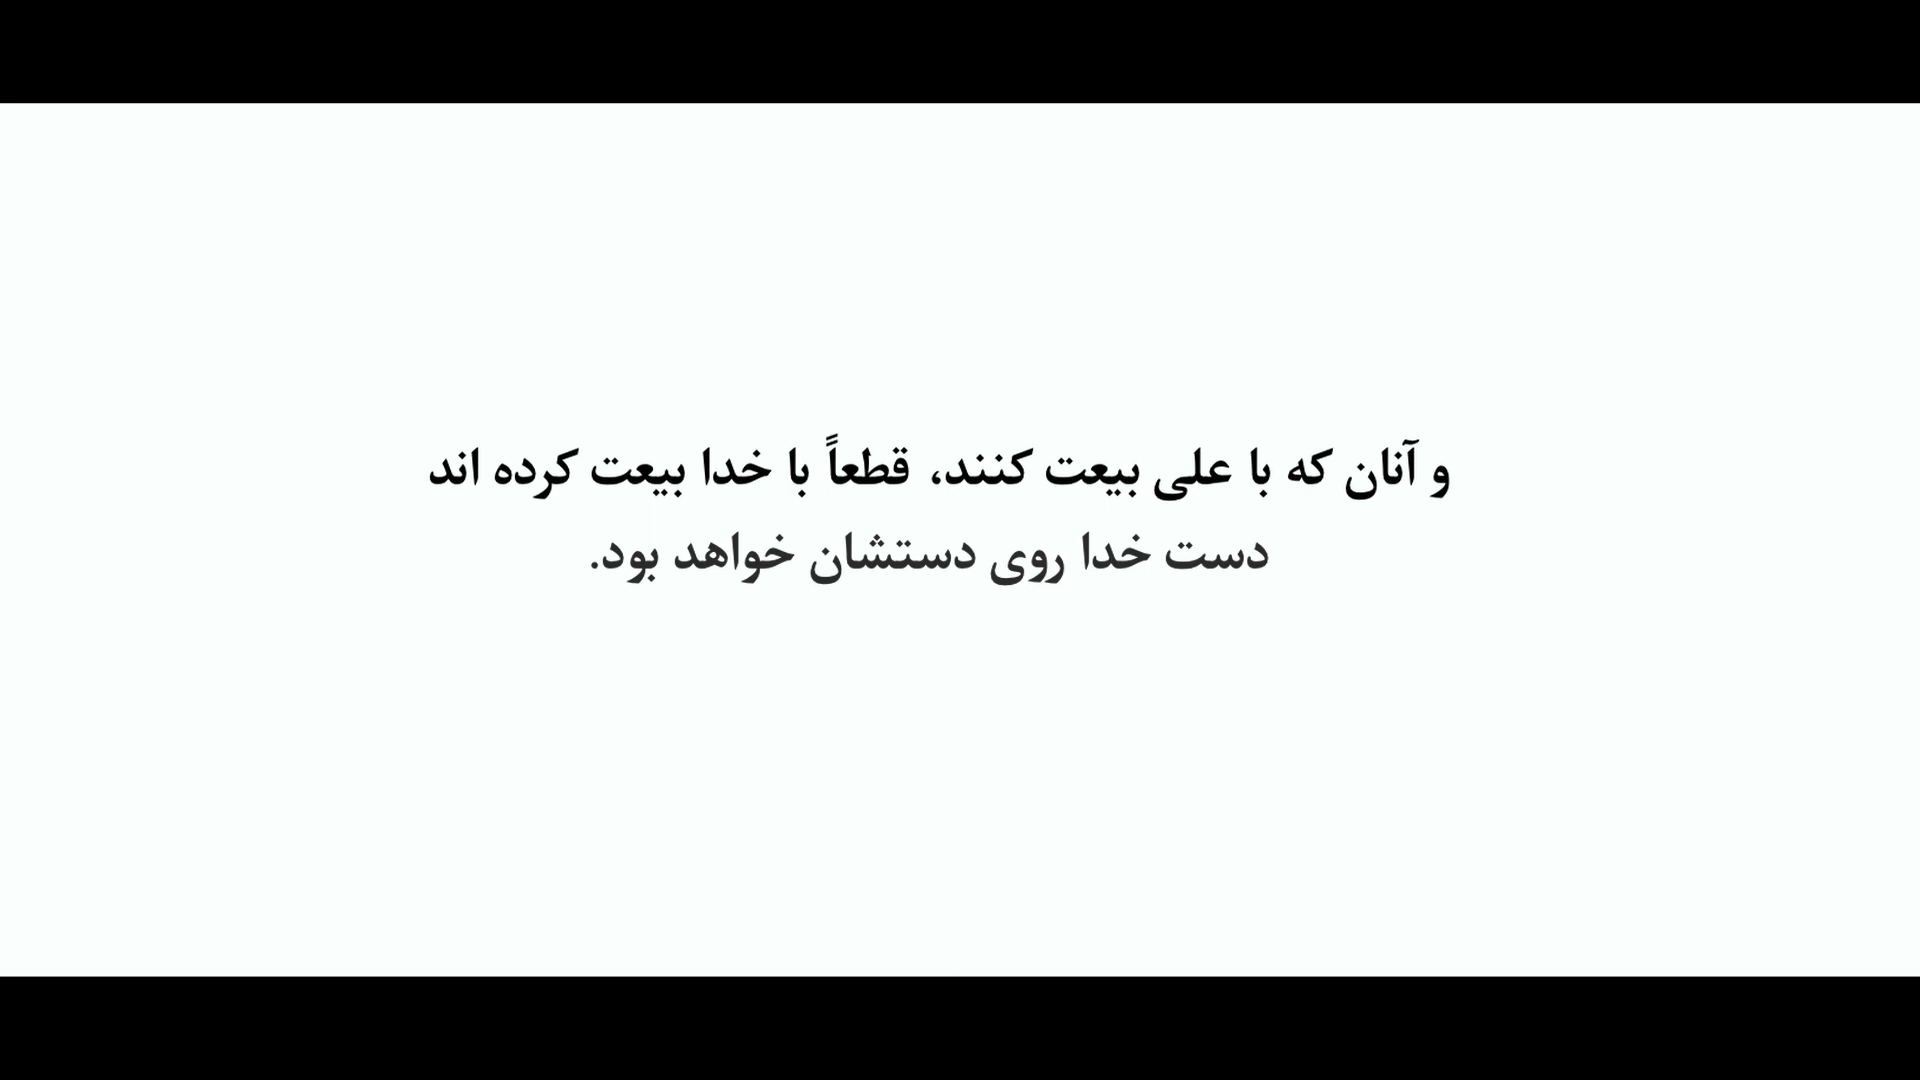 و آنان که با علی بیعت کنند، قطعاً با خدا بیعت کرده اند
دست خدا روی دستشان خواهد بود.